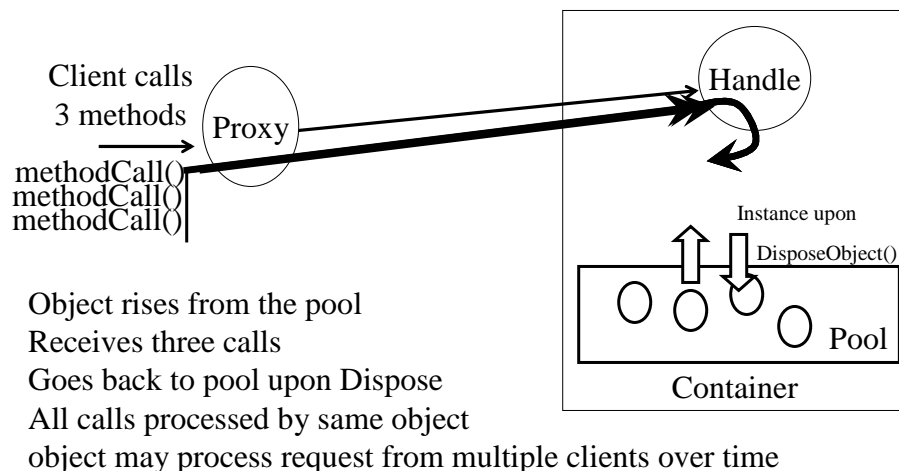 Client calls
3 methods
Proxy
Handle
methodCall()
methodCall()
methodCall()
Instance upon
DisposeObject()
Pool
Container
Object rises from the pool
Receives three calls
Goes back to pool upon Dispose
All calls processed by same object
object may process request from multiple clients over time